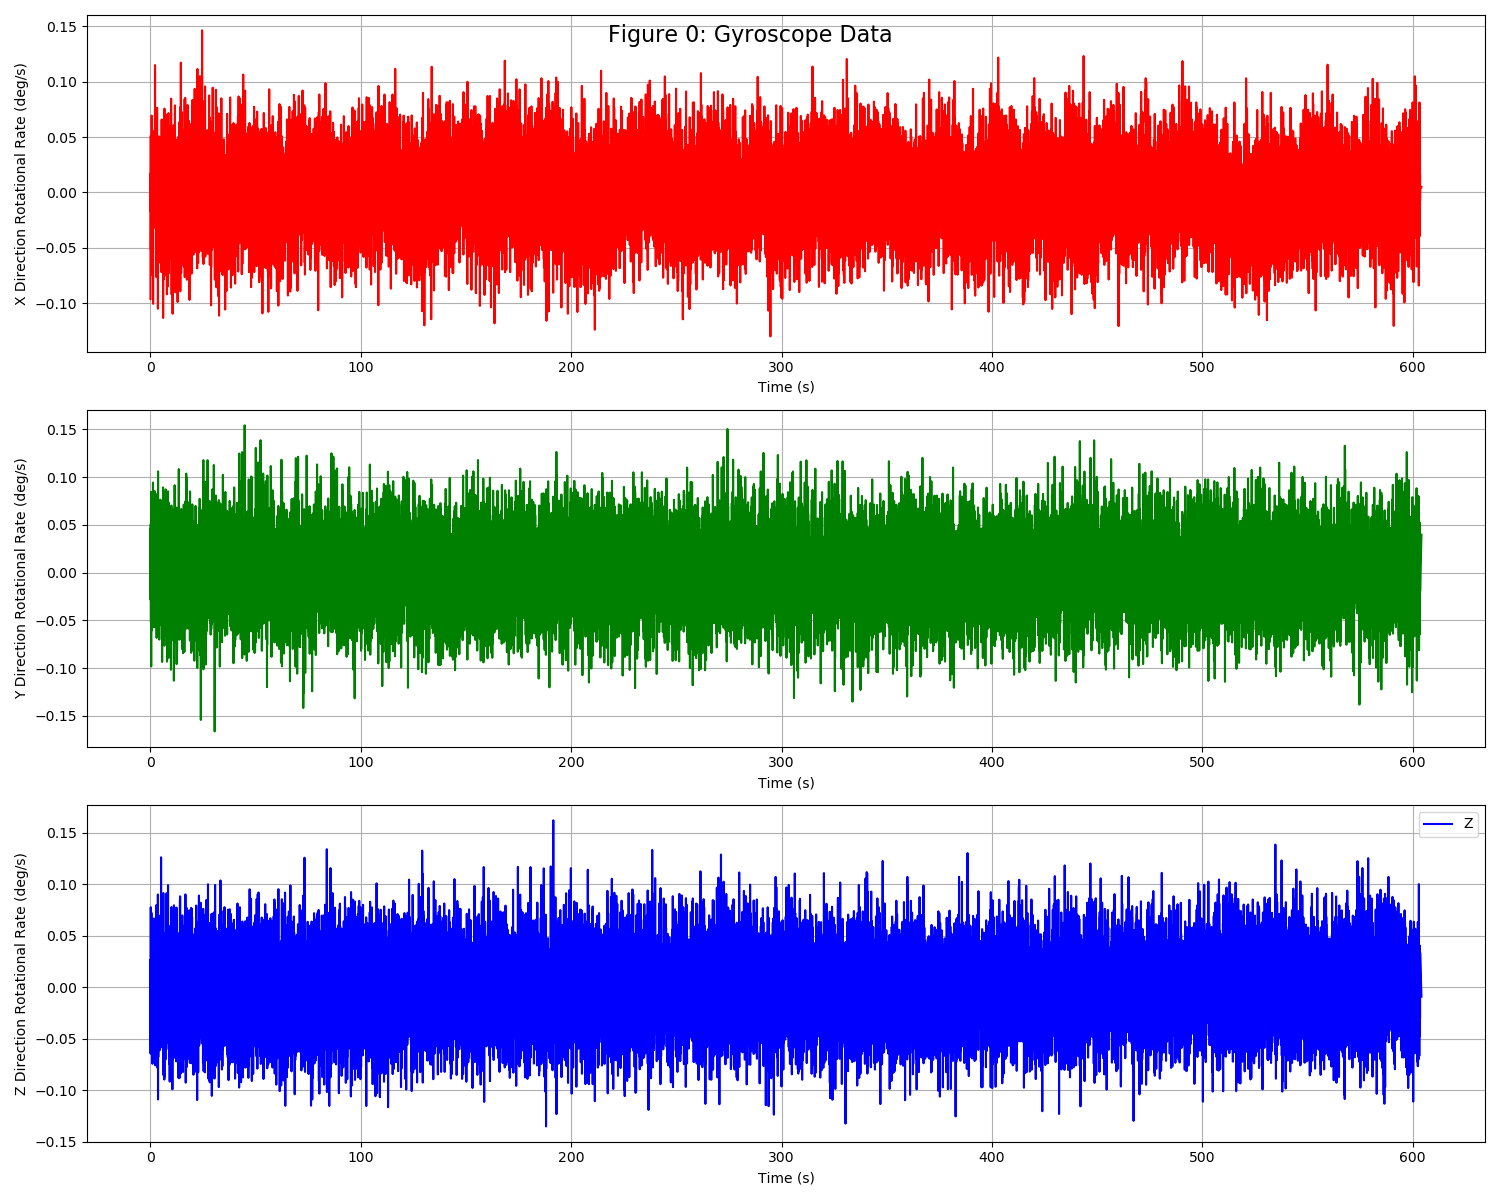 Figure 0: Gyroscope Data
X Direction Rotational Rate (deg/s)
0.15
0.10
0.05
0.00
−0.05
−0.10
0 100 200 300 400 500 600
Time (s)
Y Direction Rotational Rate (deg/s)
0.15
0.10
0.05
0.00
−0.05
−0.10
−0.15
0 100 200 300 400 500 600
Time (s)
Z Direction Rotational Rate (deg/s)
0.15
0.10
0.05
0.00
−0.05
−0.10
−0.15
Z
0 100 200 300 400 500 600
Time (s)